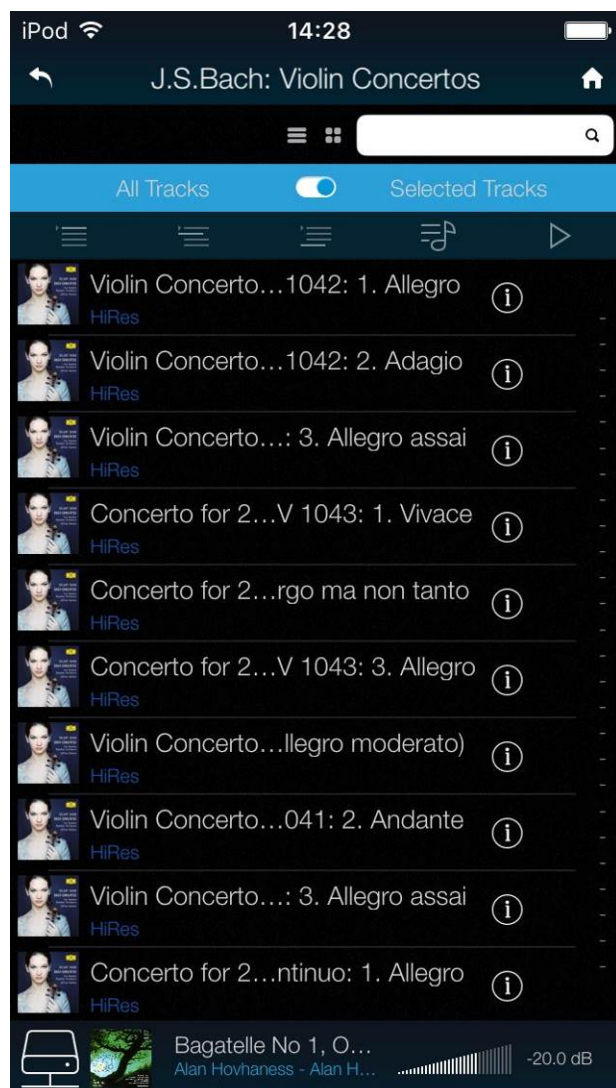 iPod 14:28
J.S.Bach: Violin Concertos
All Tracks Selected Tracks
Violin Concerto...1042: 1. Allegro
HiRes
Violin Concerto...1042: 2. Adagio
HiRes
Violin Concerto...: 3. Allegro assai
HiRes
Concerto for 2...V 1043: 1. Vivace
HiRes
Concerto for 2...rgo ma non tanto
HiRes
Concerto for 2...V 1043: 3. Allegro
HiRes
Violin Concerto...llegro moderato)
HiRes
Violin Concerto...041: 2. Andante
HiRes
Violin Concerto...: 3. Allegro assai
HiRes
Concerto for 2...ntinuo: 1. Allegro
HiRes
Bagatelle No 1, O...
Alan Hovhaness - Alan H...
-20.0 dB